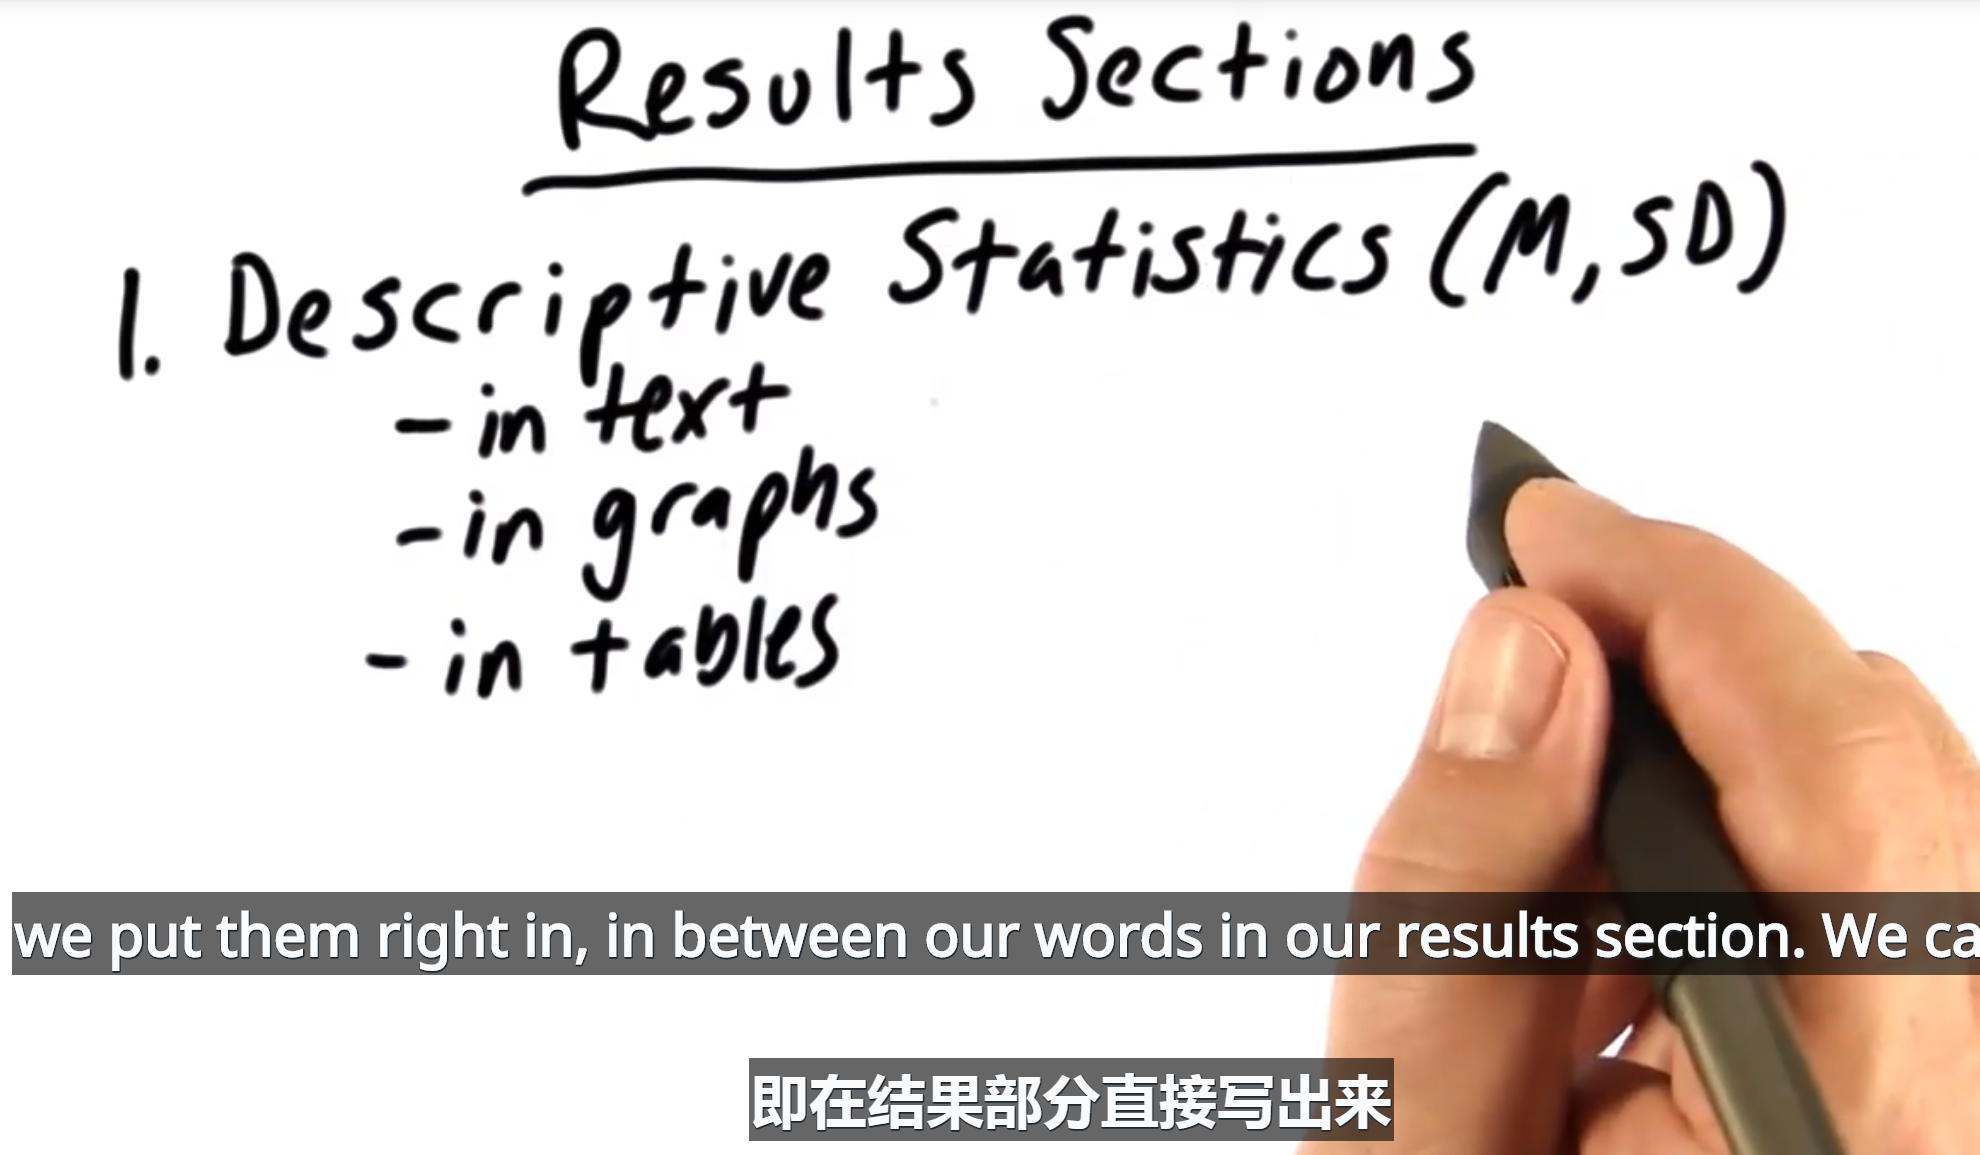 Results Sections
1. Descriptive Statistics (M, SD)
- in text
- in graphs
- in tables
we put them right in, in between our words in our results section. We ca
即在结果部分直接写出来